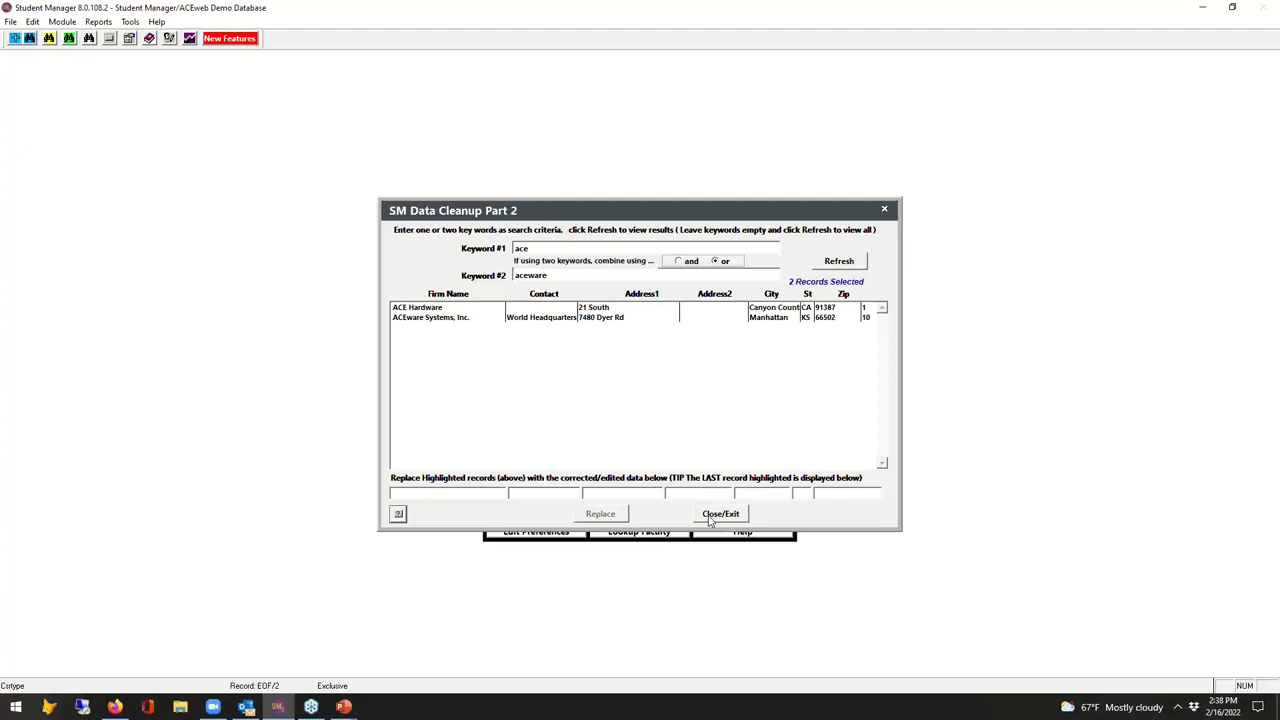 Student Manager 8.0.108.2 - Student Manager/ACEweb Demo Database
File Edit Module Reports Tools Help
New Features
SM Data Cleanup Part 2
Enter one or two key words as search criteria. click Refresh to view results ( Leave keywords empty and click Refresh to view all )
Keyword #1 ace
If using two keywords, combine using ... and or Refresh
Keyword #2 aceware
2 Records Selected
Firm Name Contact Address1 Address2 City St Zip
ACE Hardware 21 South Canyon Count CA 91387 1
ACEware Systems, Inc. World Headquarters 7480 Dyer Rd Manhattan KS 66502 10
Replace Highlighted records (above) with the corrected/edited data below (TIP The LAST record highlighted is displayed below)
Replace Close/Exit
Edit Preferences Lookup Faculty Help
Csrtype Record: EOF/2 Exclusive NUM
67°F Mostly cloudy
2:38 PM
2/16/2022